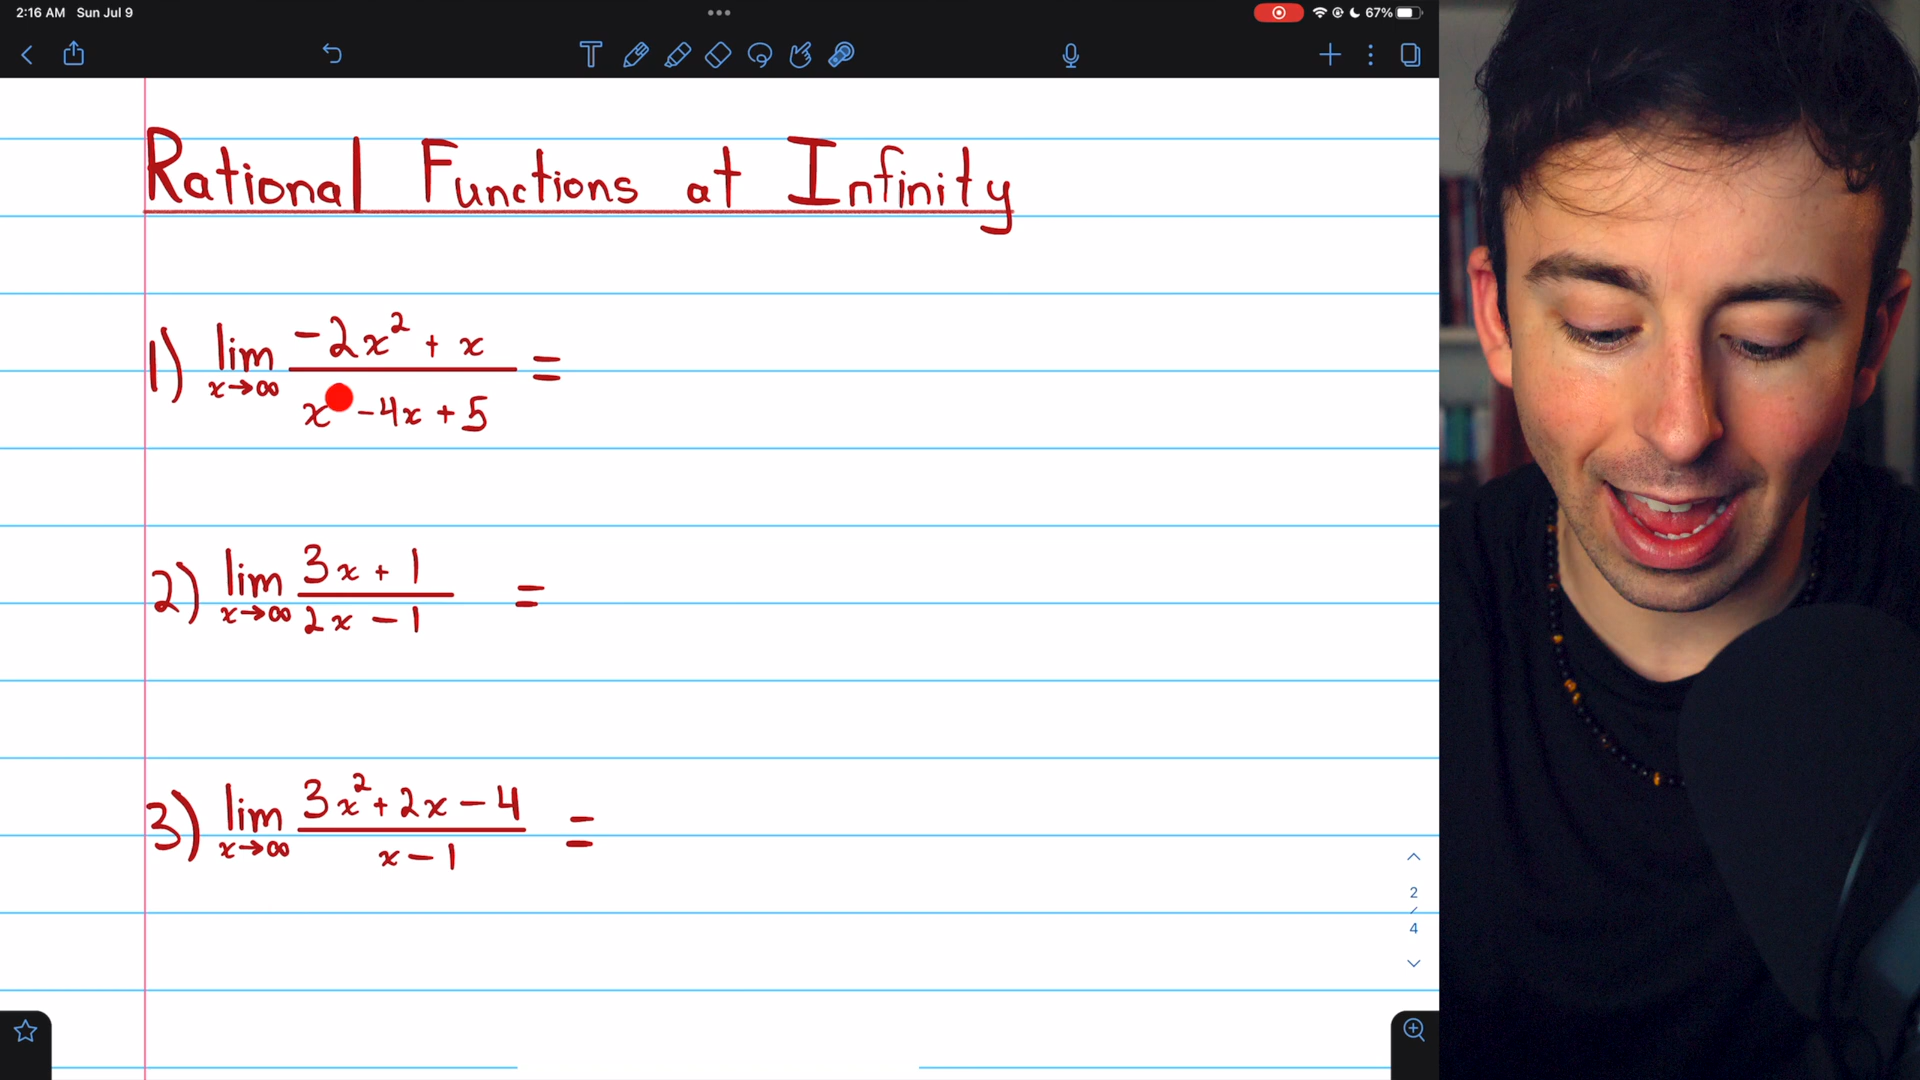 2:16 AM Sun Jul 9
67%
Rational Functions at Infinity
1) lim x→∞ (-2x² + x)/(x -4x + 5) =
2) lim x→∞ (3x + 1)/(2x - 1) =
3) lim x→∞ (3x² + 2x - 4)/(x - 1) =
2
/
4